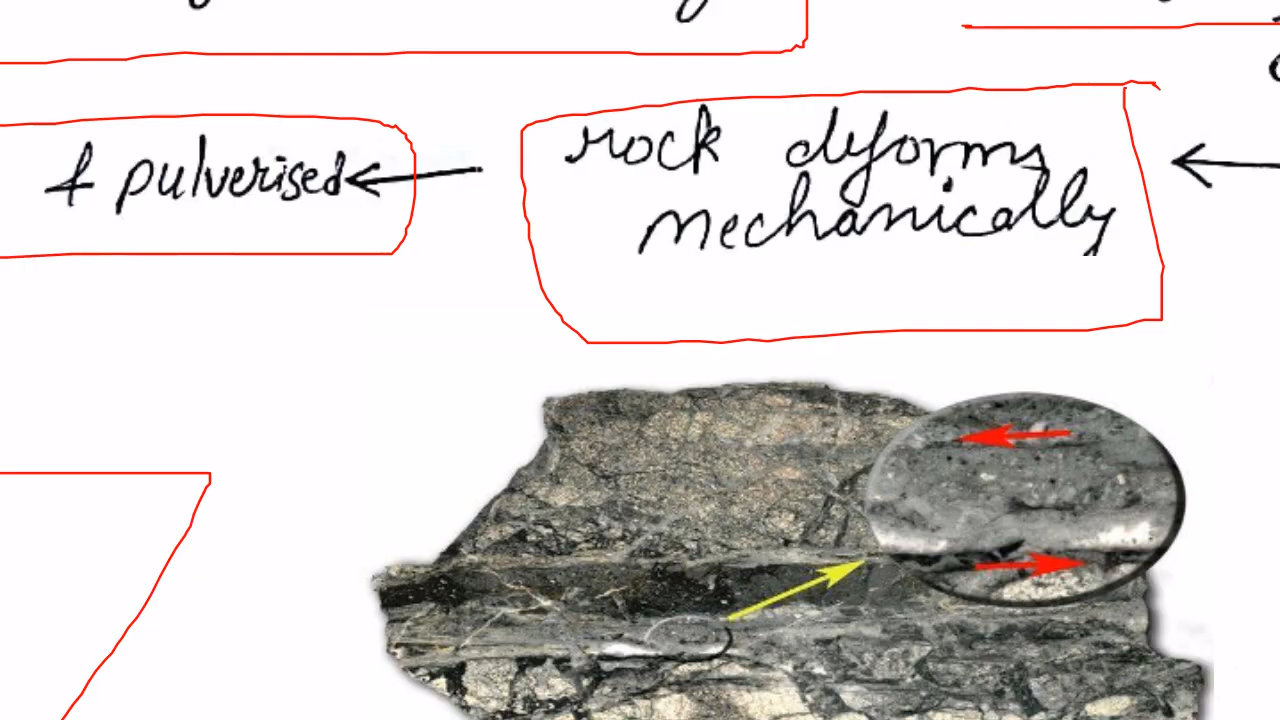 & pulverised
rock deforms
mechanically